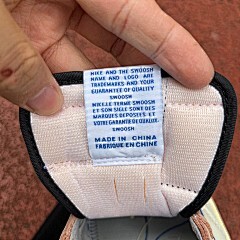 NIKE AND THE SWOOSH
NAME AND LOGO ART
TRADEMARKS AND YOUR
GUARANTEE OF QUALITY
SWOOSH
NIKE LE TERME SWOOSH
ET SON SIGLE SONT DES
MARQUES DEPOSEES ET
VOTRE GARANTIE DE QUALITE
SWOOSH
MADE IN CHINA
FABRIQUE EN CHINE